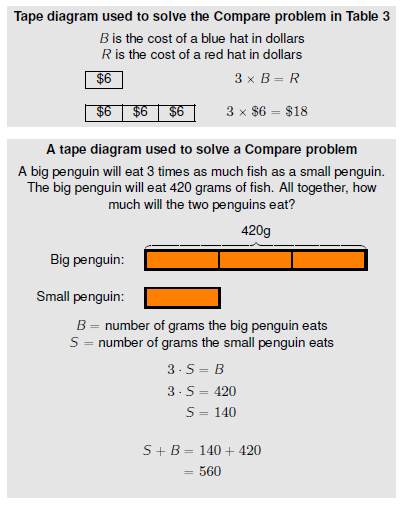 Tape diagram used to solve the Compare problem in Table 3
B is the cost of a blue hat in dollars
R is the cost of a red hat in dollars
$6 3 × B = R
$6 $6 $6 3 × $6 = $18
A tape diagram used to solve a Compare problem
A big penguin will eat 3 times as much fish as a small penguin.
The big penguin will eat 420 grams of fish. All together, how
much will the two penguins eat?
420g
Big penguin:
Small penguin:
B = number of grams the big penguin eats
S = number of grams the small penguin eats
3 · S = B
3 · S = 420
S = 140
S + B = 140 + 420
= 560